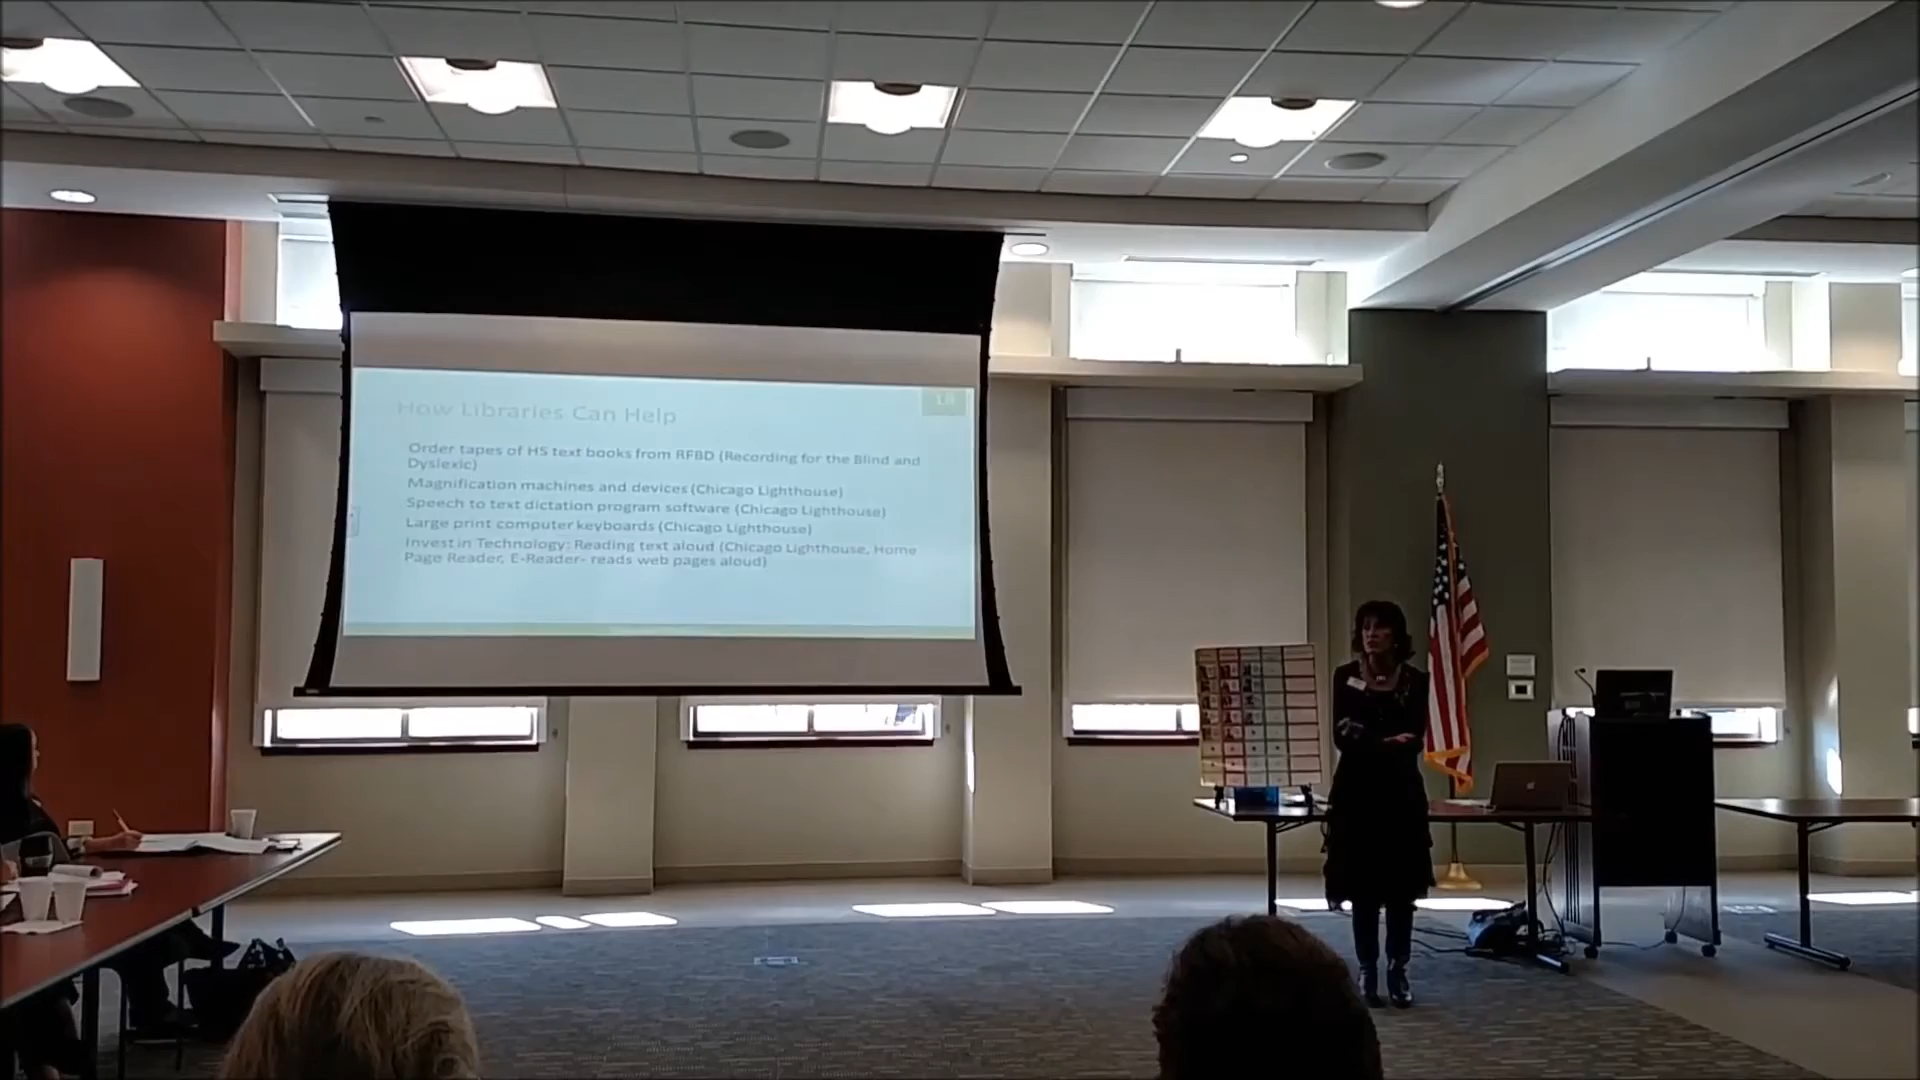 18
How Libraries Can Help
Order tapes of HS text books from RFBD (Recording for the Blind and
Dyslexic)
Magnification machines and devices (Chicago Lighthouse)
Speech to text dictation program software (Chicago Lighthouse)
Large print computer keyboards (Chicago Lighthouse)
Invest in Technology: Reading text aloud (Chicago Lighthouse, Home
Page Reader, E-Reader- reads web pages aloud)